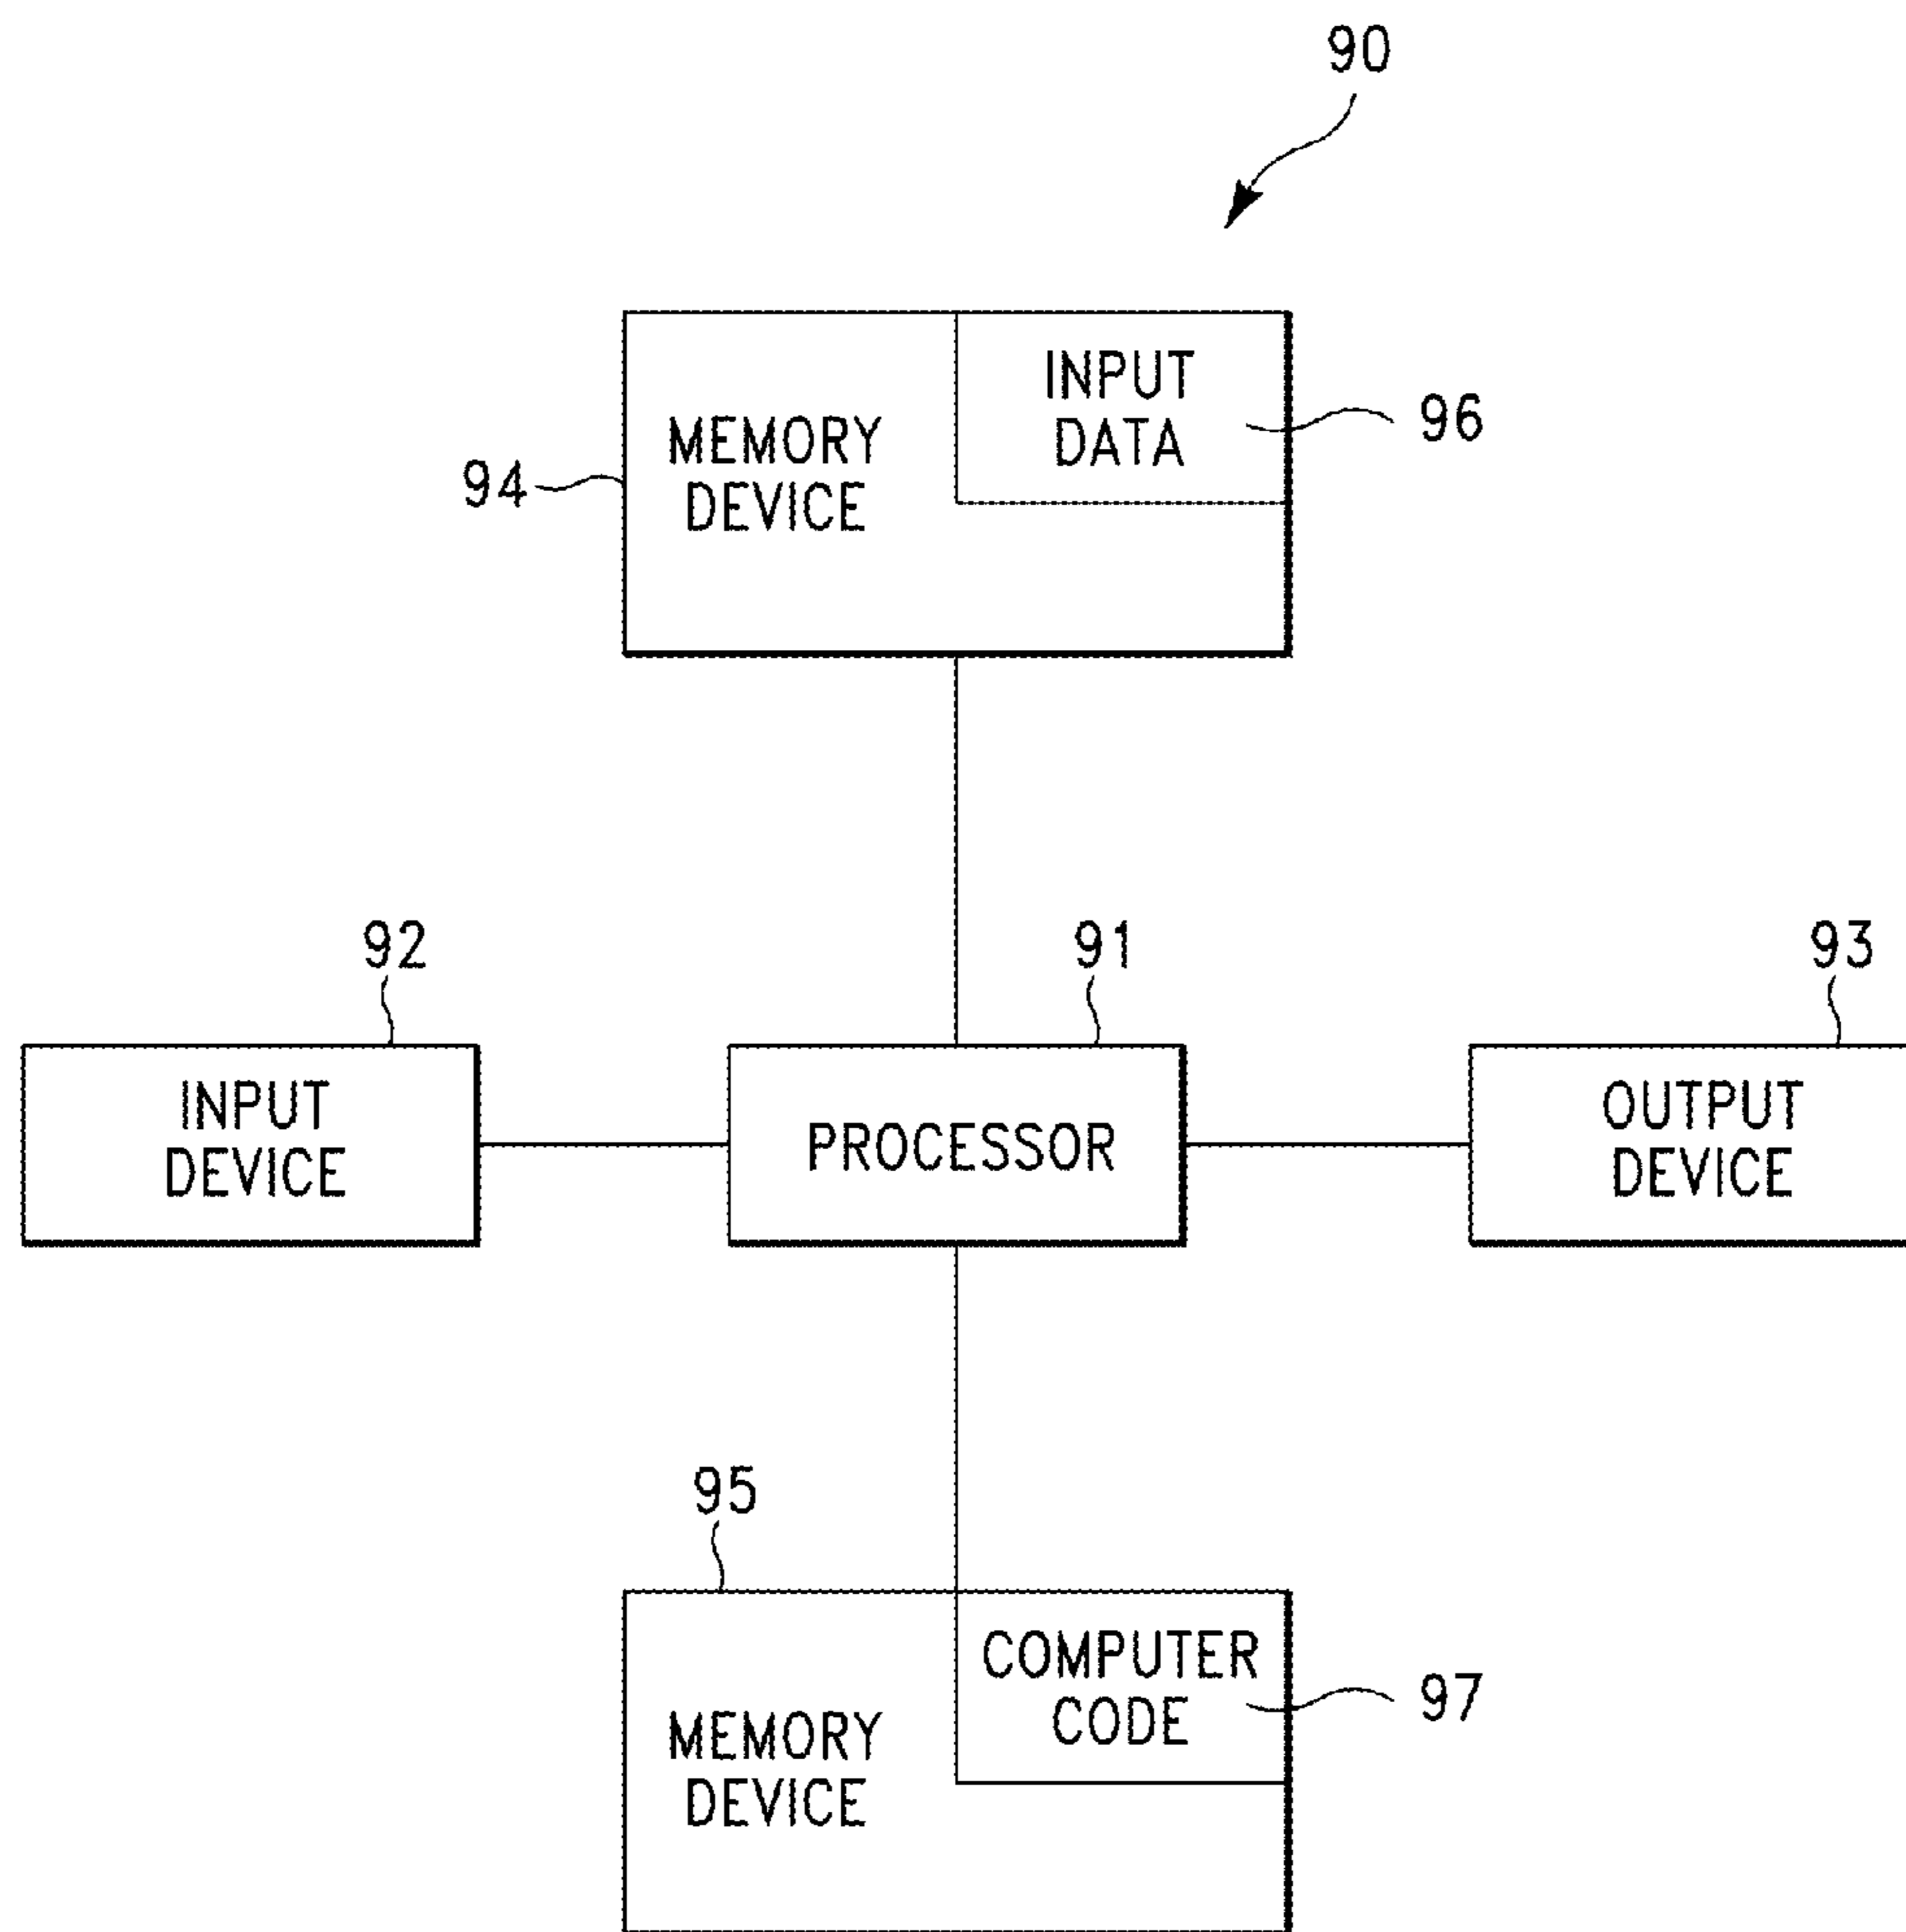 90
INPUT
DATA
96
MEMORY
DEVICE
94
92
91
93
INPUT
DEVICE
PROCESSOR
OUTPUT
DEVICE
95
COMPUTER
CODE
97
MEMORY
DEVICE